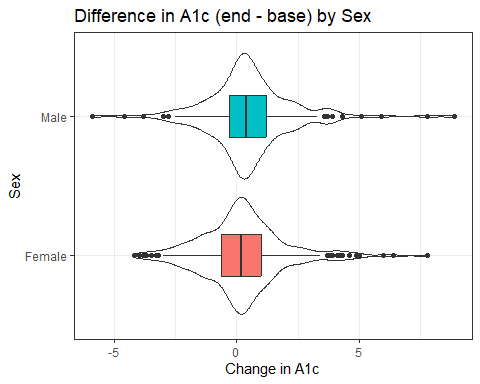 Difference in A1c (end - base) by Sex
Sex
Male
Female
-5 0 5
Change in A1c